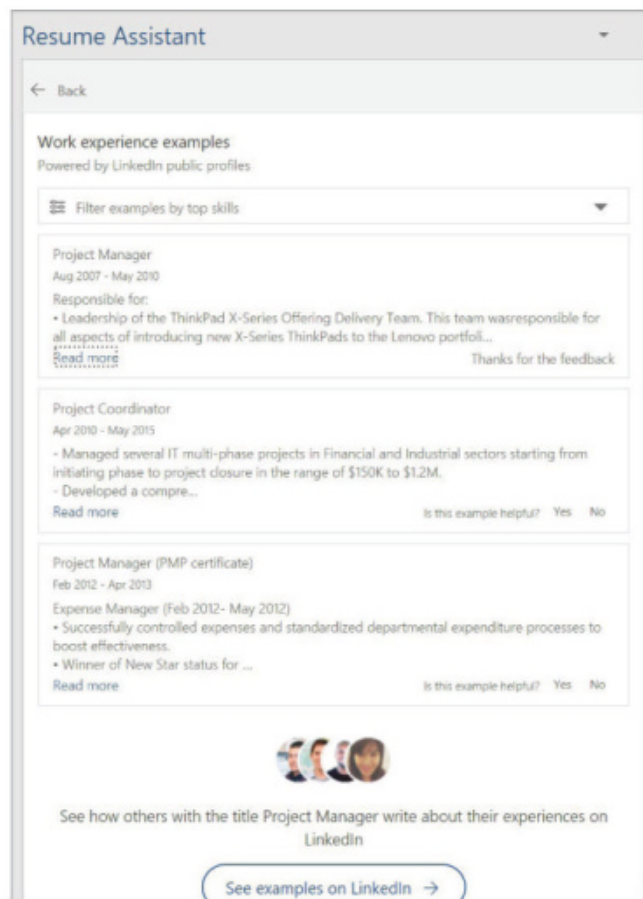 Resume Assistant
Back
Work experience examples
Powered by LinkedIn public profiles
Filter examples by top skills
Project Manager
Aug 2007 - May 2010
Responsible for:
• Leadership of the ThinkPad X-Series Offering Delivery Team. This team wasresponsible for
all aspects of introducing new X-Series ThinkPads to the Lenovo portfoli...
Read more
Thanks for the feedback
Project Coordinator
Apr 2010 - May 2015
- Managed several IT multi-phase projects in Financial and Industrial sectors starting from
initiating phase to project closure in the range of $150K to $1.2M.
- Developed a compre...
Read more
Is this example helpful? Yes No
Project Manager (PMP certificate)
Feb 2012 - Apr 2013
Expense Manager (Feb 2012- May 2012)
• Successfully controlled expenses and standardized departmental expenditure processes to
boost effectiveness.
• Winner of New Star status for ...
Read more
Is this example helpful? Yes No
See how others with the title Project Manager write about their experiences on
LinkedIn
See examples on LinkedIn →